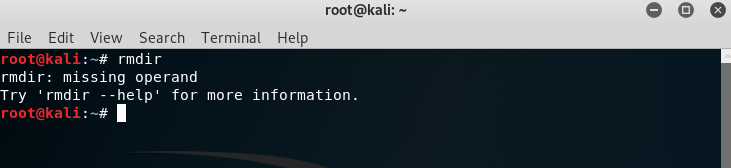 root@kali: ~
File Edit View Search Terminal Help
root@kali:~# rmdir
rmdir: missing operand
Try 'rmdir --help' for more information.
root@kali:~#